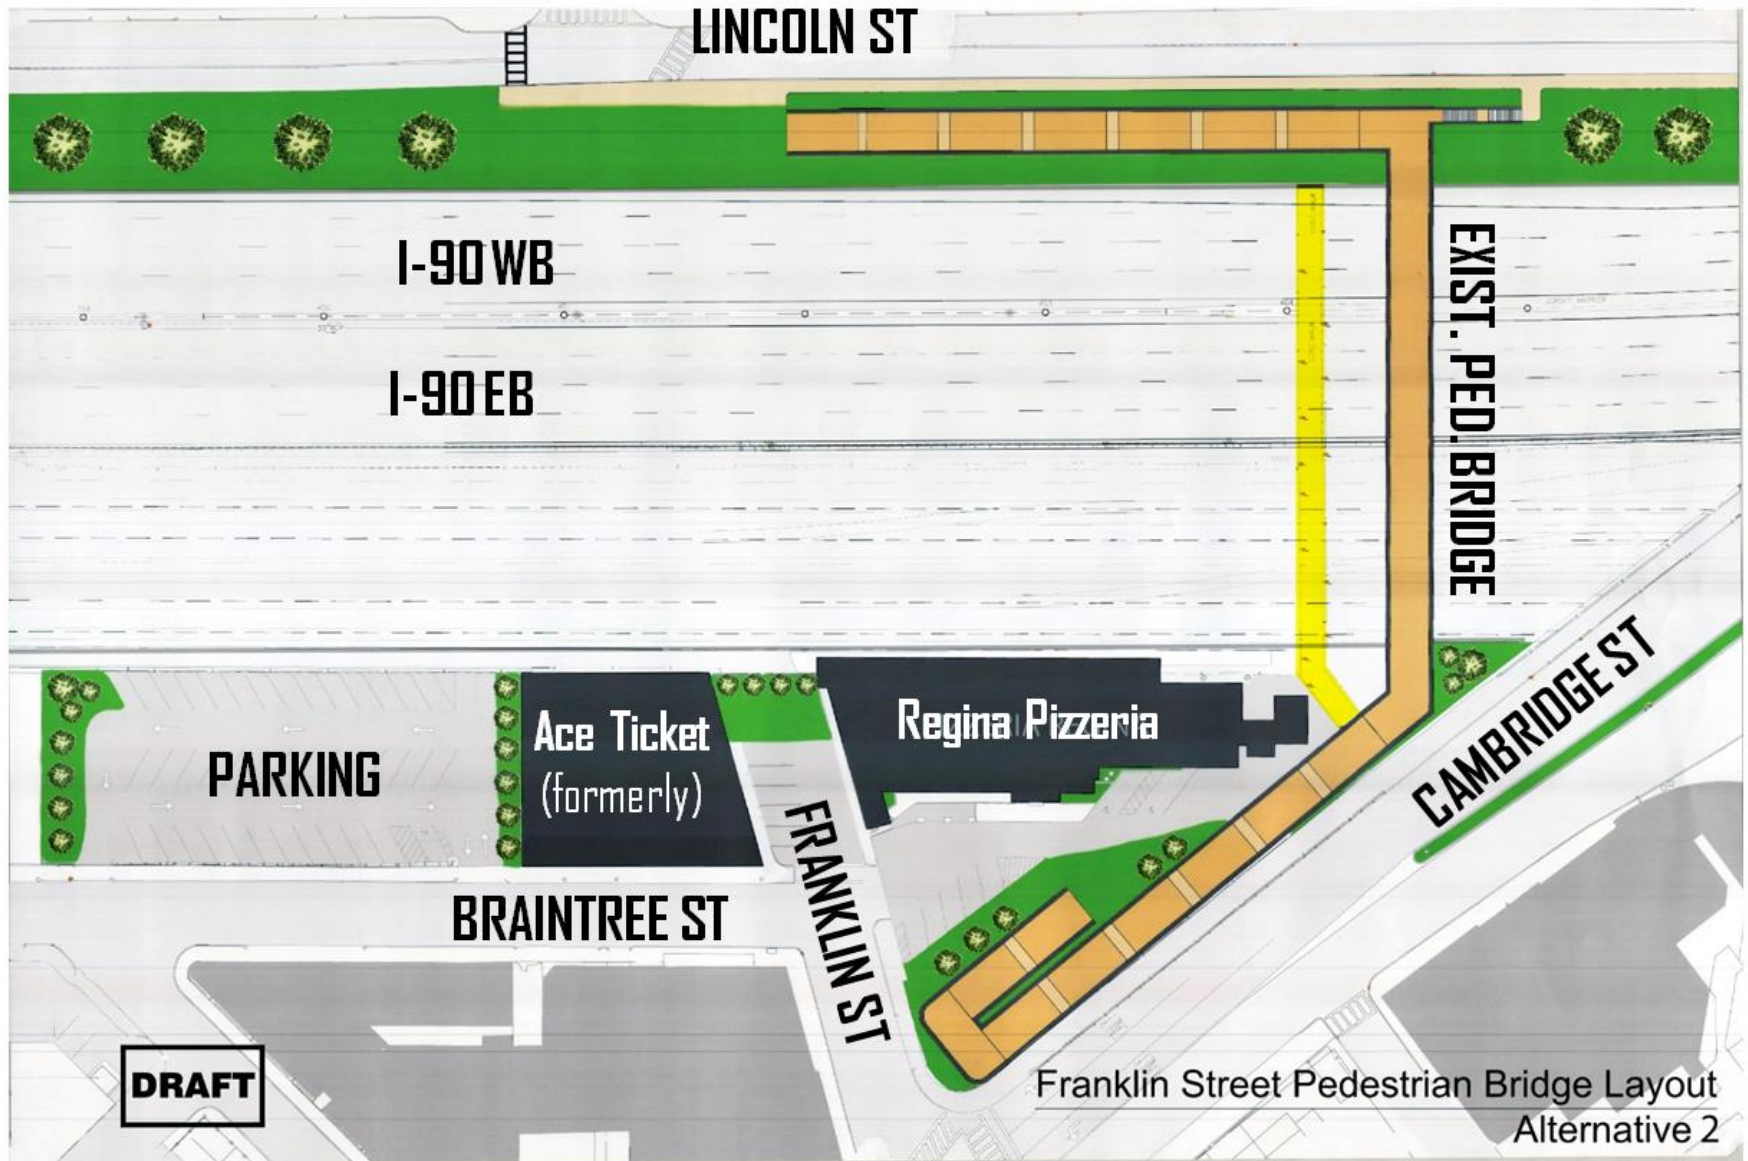 LINCOLN ST
I-90 WB
I-90 EB
EXIST. PED. BRIDGE
CAMBRIDGE ST
PARKING
Ace Ticket
(formerly)
Regina Pizzeria
FRANKLIN ST
BRAINTREE ST
DRAFT
Franklin Street Pedestrian Bridge Layout
Alternative 2